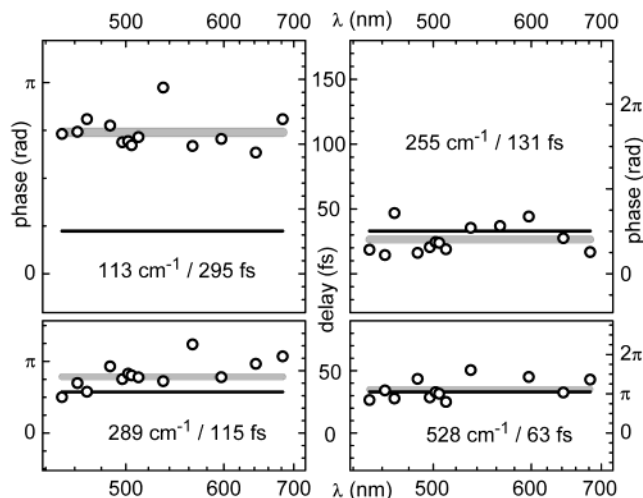 500 600 700 λ (nm) 500 600 700
π
0
phase (rad)
113 cm⁻¹ / 295 fs
150
100
50
0
delay (fs)
255 cm⁻¹ / 131 fs
2π
π
0
phase (rad)
π
0
289 cm⁻¹ / 115 fs
50
0
528 cm⁻¹ / 63 fs
2π
π
0
500 600 700 λ (nm) 500 600 700